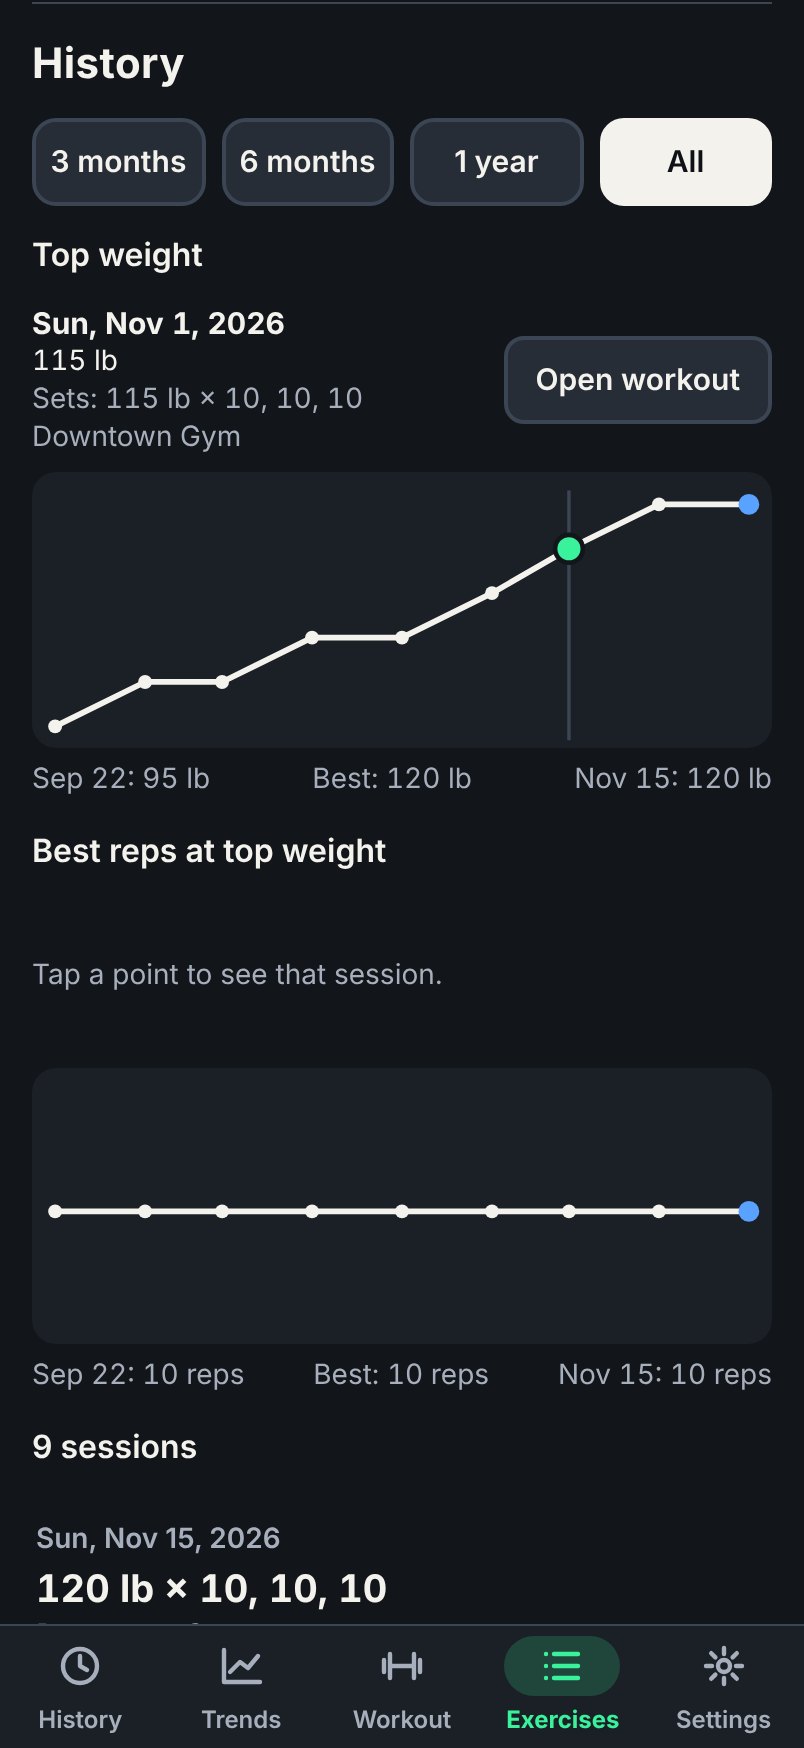 History
3 months
6 months
1 year
All
Top weight
Sun, Nov 1, 2026
115 lb
Sets: 115 lb × 10, 10, 10
Downtown Gym
Open workout
Sep 22: 95 lb
Best: 120 lb
Nov 15: 120 lb
Best reps at top weight
Tap a point to see that session.
Sep 22: 10 reps
Best: 10 reps
Nov 15: 10 reps
9 sessions
Sun, Nov 15, 2026
120 lb × 10, 10, 10
History
Trends
Workout
Exercises
Settings